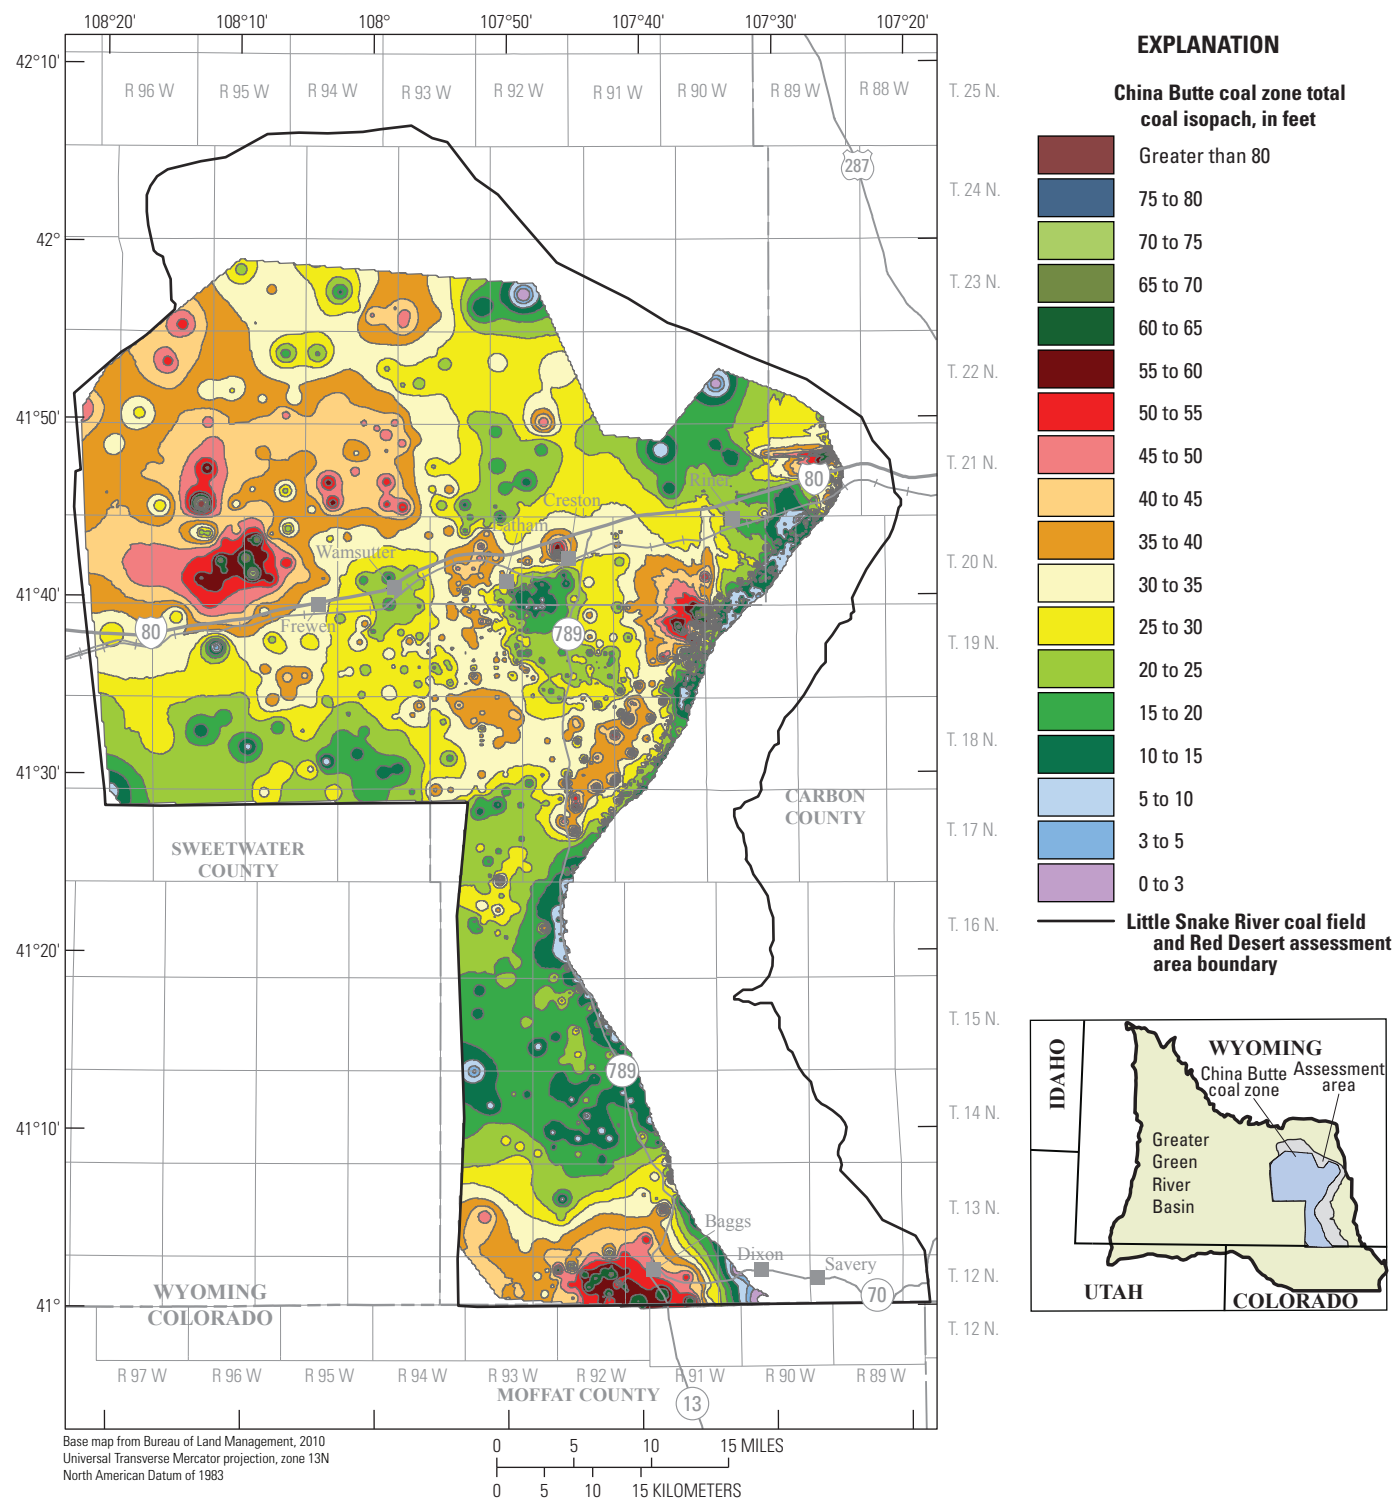 108°20' 108°10' 108° 107°50' 107°40' 107°30' 107°20'
42°10'
R 96 W R 95 W R 94 W R 93 W R 92 W R 91 W R 90 W R 89 W R 88 W T. 25 N.
287
T. 24 N.
42°
T. 23 N.
T. 22 N.
41°50'
T. 21 N.
80
Riner
Creston
Latham
Wamsutter
T. 20 N.
41°40'
Frewen
80
789
T. 19 N.
T. 18 N.
41°30'
CARBON
COUNTY
T. 17 N.
SWEETWATER
COUNTY
T. 16 N.
41°20'
T. 15 N.
789
T. 14 N.
41°10'
T. 13 N.
Baggs
Dixon
Savery
T. 12 N.
WYOMING
70
41°
COLORADO
T. 12 N.
R 97 W R 96 W R 95 W R 94 W R 93 W R 92 W R 91 W R 90 W R 89 W
MOFFAT COUNTY
13
Base map from Bureau of Land Management, 2010
Universal Transverse Mercator projection, zone 13N
North American Datum of 1983
0 5 10 15 MILES
0 5 10 15 KILOMETERS
EXPLANATION
China Butte coal zone total
coal isopach, in feet
Greater than 80
75 to 80
70 to 75
65 to 70
60 to 65
55 to 60
50 to 55
45 to 50
40 to 45
35 to 40
30 to 35
25 to 30
20 to 25
15 to 20
10 to 15
5 to 10
3 to 5
0 to 3
Little Snake River coal field
and Red Desert assessment
area boundary
IDAHO
WYOMING
China Butte
coal zone
Assessment
area
Greater
Green
River
Basin
UTAH
COLORADO